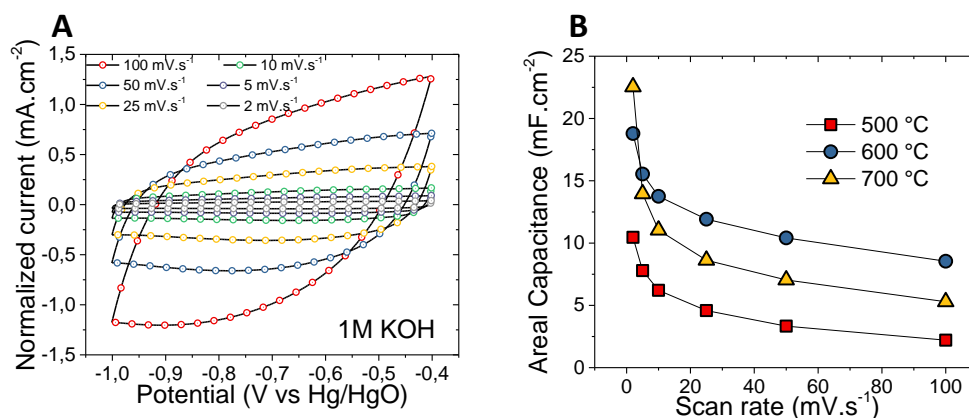 A
Normalized current (mA.cm⁻²)
1,5
1,0
0,5
0,0
-0,5
-1,0
-1,5
100 mV.s⁻¹
10 mV.s⁻¹
50 mV.s⁻¹
5 mV.s⁻¹
25 mV.s⁻¹
2 mV.s⁻¹
1M KOH
-1,0 -0,9 -0,8 -0,7 -0,6 -0,5 -0,4
Potential (V vs Hg/HgO)
B
Areal Capacitance (mF.cm⁻²)
25
20
15
10
5
0
500 °C
600 °C
700 °C
0 20 40 60 80 100
Scan rate (mV.s⁻¹)